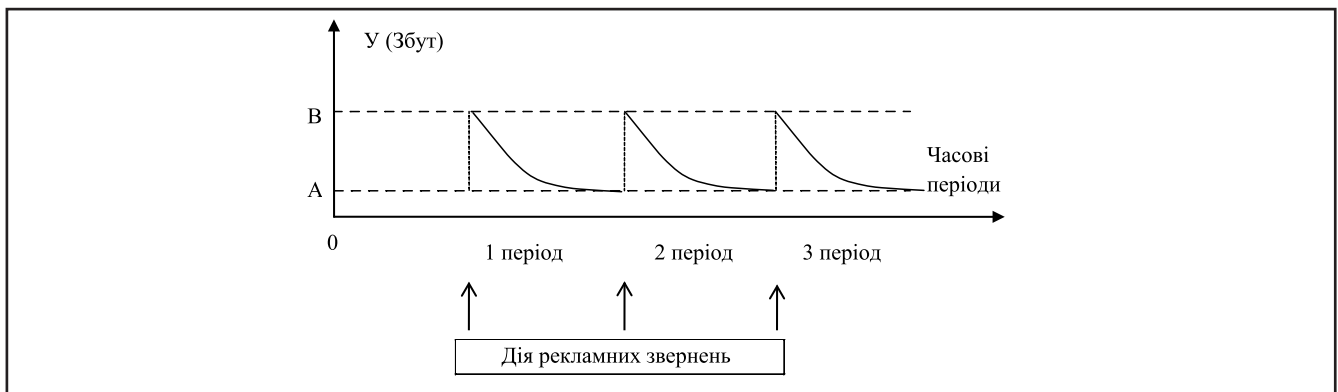 У (Збут)
В
Часові
періоди
А
0
1 період
2 період
3 період
Дія рекламних звернень